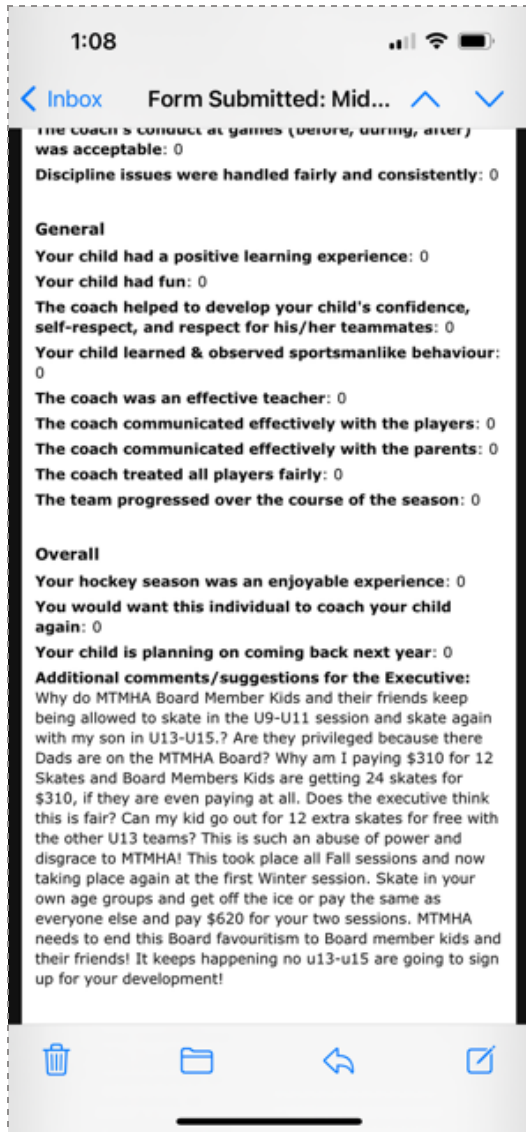 1:08
Inbox
Form Submitted: Mid...
The coach's conduct at games (before, during, after)
was acceptable: 0
Discipline issues were handled fairly and consistently: 0
General
Your child had a positive learning experience: 0
Your child had fun: 0
The coach helped to develop your child's confidence,
self-respect, and respect for his/her teammates: 0
Your child learned & observed sportsmanlike behaviour:
0
The coach was an effective teacher: 0
The coach communicated effectively with the players: 0
The coach communicated effectively with the parents: 0
The coach treated all players fairly: 0
The team progressed over the course of the season: 0
Overall
Your hockey season was an enjoyable experience: 0
You would want this individual to coach your child
again: 0
Your child is planning on coming back next year: 0
Additional comments/suggestions for the Executive:
Why do MTMHA Board Member Kids and their friends keep
being allowed to skate in the U9-U11 session and skate again
with my son in U13-U15.? Are they privileged because there
Dads are on the MTMHA Board? Why am I paying $310 for 12
Skates and Board Members Kids are getting 24 skates for
$310, if they are even paying at all. Does the executive think
this is fair? Can my kid go out for 12 extra skates for free with
the other U13 teams? This is such an abuse of power and
disgrace to MTMHA! This took place all Fall sessions and now
taking place again at the first Winter session. Skate in your
own age groups and get off the ice or pay the same as
everyone else and pay $620 for your two sessions. MTMHA
needs to end this Board favouritism to Board member kids and
their friends! It keeps happening no u13-u15 are going to sign
up for your development!